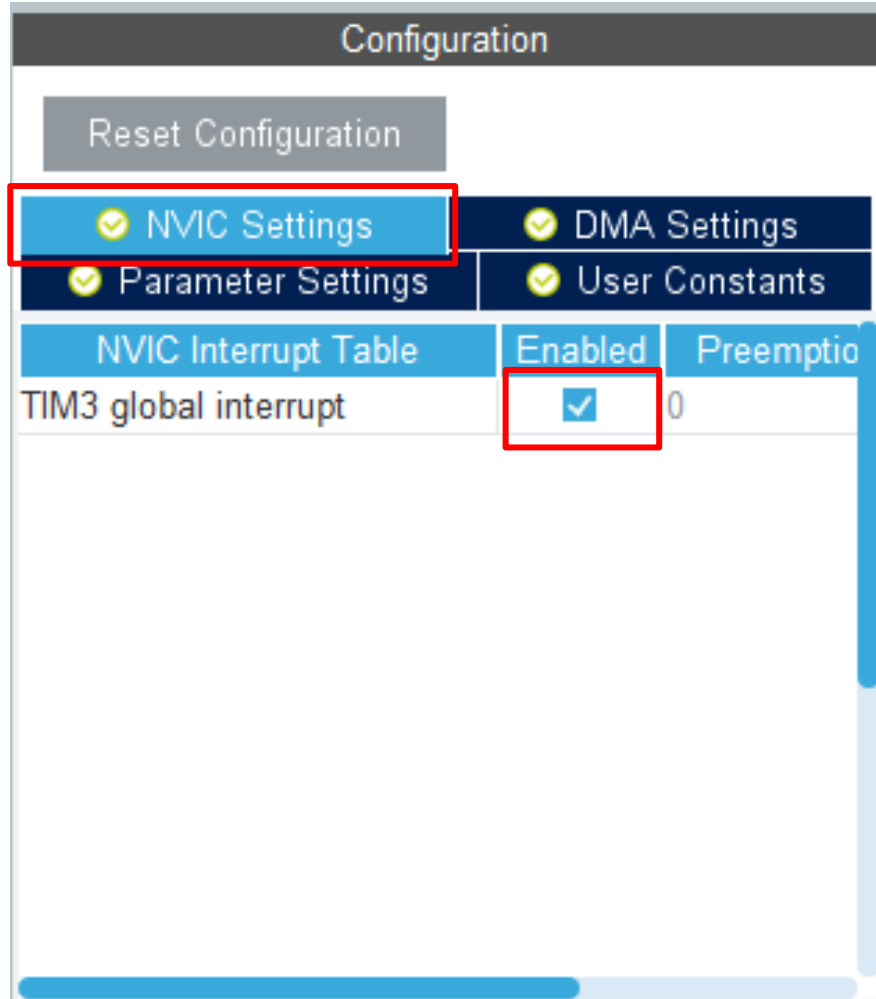 Configuration
Reset Configuration
NVIC Settings DMA Settings
Parameter Settings User Constants
NVIC Interrupt Table Enabled Preemptio
TIM3 global interrupt 0